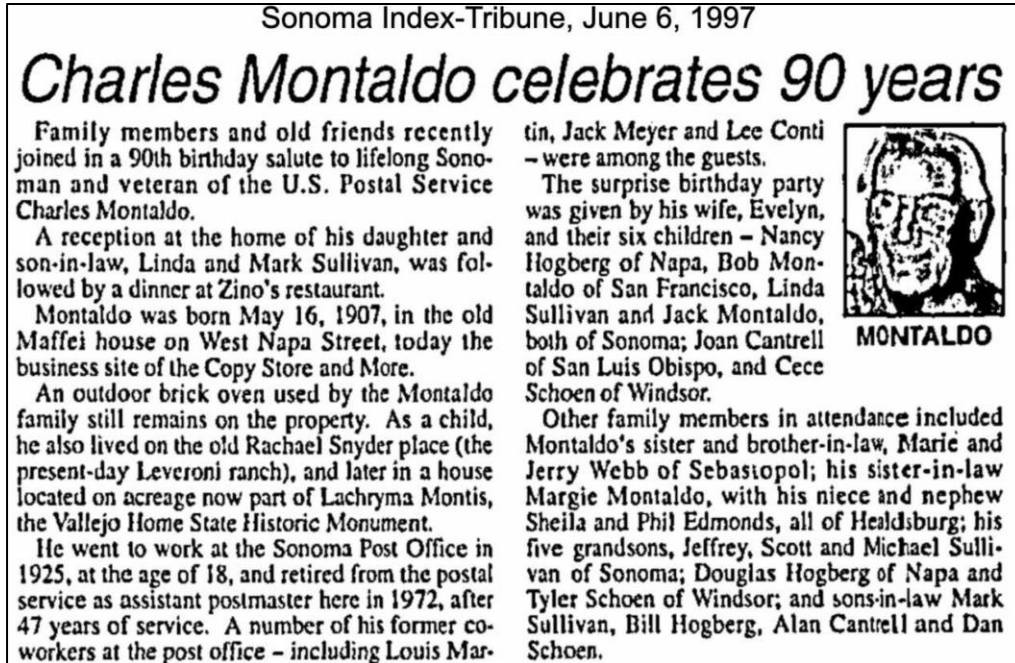 Sonoma Index-Tribune, June 6, 1997
Charles Montaldo celebrates 90 years
Family members and old friends recently
joined in a 90th birthday salute to lifelong Sono-
man and veteran of the U.S. Postal Service
Charles Montaldo.
A reception at the home of his daughter and
son-in-law, Linda and Mark Sullivan, was fol-
lowed by a dinner at Zino's restaurant.
Montaldo was born May 16, 1907, in the old
Maffei house on West Napa Street, today the
business site of the Copy Store and More.
An outdoor brick oven used by the Montaldo
family still remains on the property. As a child,
he also lived on the old Rachael Snyder place (the
present-day Leveroni ranch), and later in a house
located on acreage now part of Lachryma Montis,
the Vallejo Home State Historic Monument.
He went to work at the Sonoma Post Office in
1925, at the age of 18, and retired from the postal
service as assistant postmaster here in 1972, after
47 years of service. A number of his former co-
workers at the post office – including Louis Mar-
tin, Jack Meyer and Lee Conti
– were among the guests.
The surprise birthday party
was given by his wife, Evelyn,
and their six children – Nancy
Hogberg of Napa, Bob Mon-
taldo of San Francisco, Linda
Sullivan and Jack Montaldo,
both of Sonoma; Joan Cantrell
of San Luis Obispo, and Cece
Schoen of Windsor.
MONTALDO
Other family members in attendance included
Montaldo's sister and brother-in-law, Marie and
Jerry Webb of Sebastopol; his sister-in-law
Margie Montaldo, with his niece and nephew
Sheila and Phil Edmonds, all of Healdsburg; his
five grandsons, Jeffrey, Scott and Michael Sulli-
van of Sonoma; Douglas Hogberg of Napa and
Tyler Schoen of Windsor; and sons-in-law Mark
Sullivan, Bill Hogberg, Alan Cantrell and Dan
Schoen.